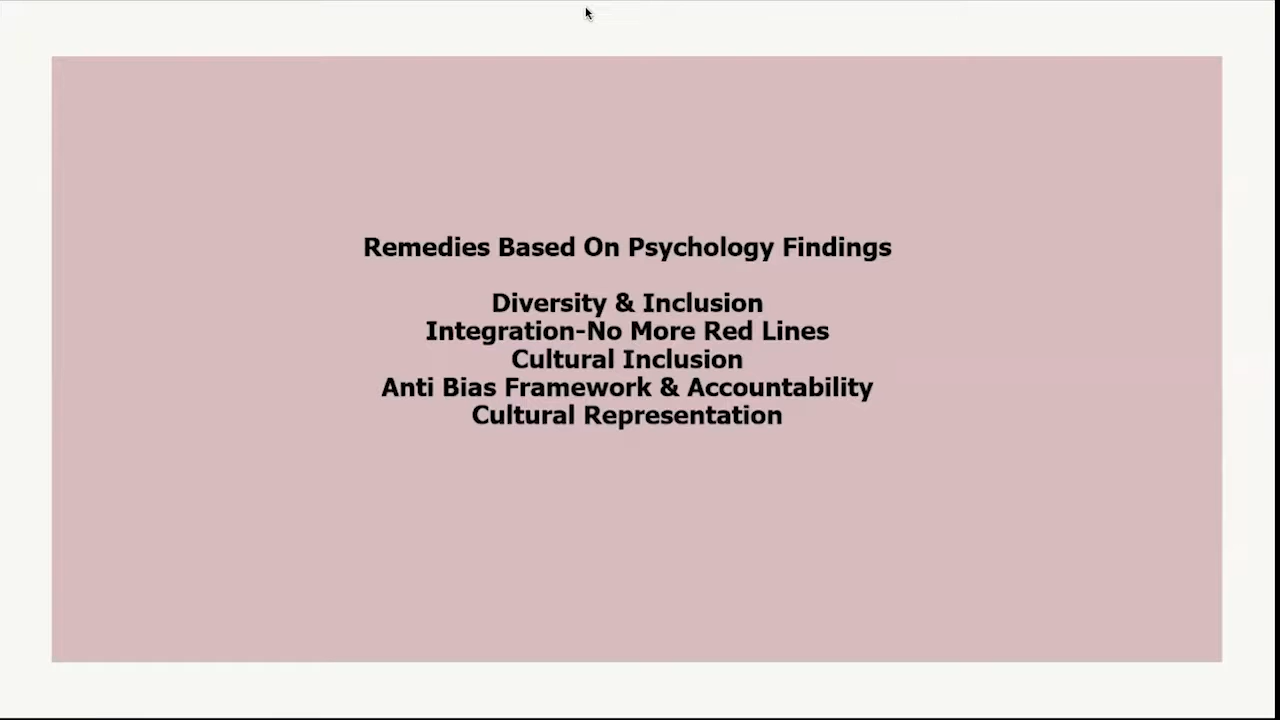 Remedies Based On Psychology Findings
Diversity & Inclusion
Integration-No More Red Lines
Cultural Inclusion
Anti Bias Framework & Accountability
Cultural Representation